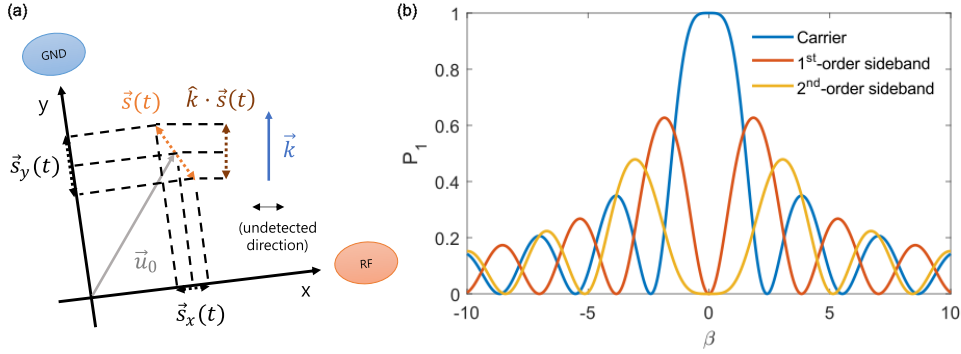 (a)
GND
y
s⃗(t)
k̂ · s⃗(t)
k⃗
s⃗y(t)
(undetected
direction)
u⃗0
RF
x
s⃗x(t)
(b)
1
0.8
0.6
0.4
0.2
0
P1
Carrier
1st-order sideband
2nd-order sideband
-10
-5
0
5
10
β